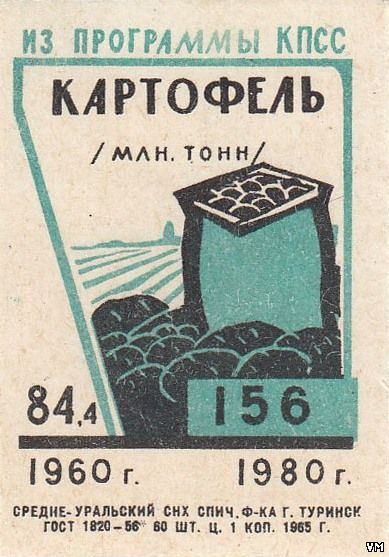 ИЗ ПРОГРАММЫ КПСС
КАРТОФЕЛЬ
/МЛН. ТОНН/
84,4 156
1960 г. 1980 г.
СРЕДНЕ-УРАЛЬСКИЙ СНХ СПИЧ. Ф-КА Г. ТУРИНСК
ГОСТ 1820-56* 60 ШТ. Ц. 1 КОП. 1965 Г.
VM